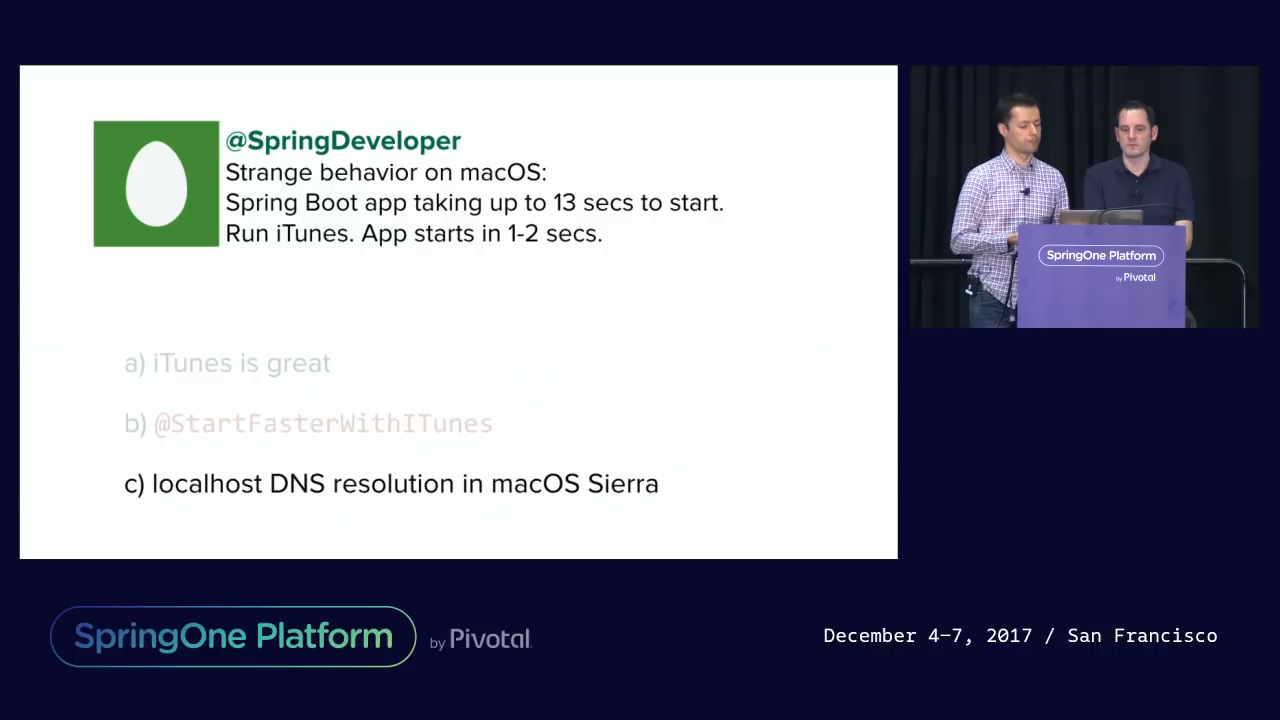 @SpringDeveloper
Strange behavior on macOS:
Spring Boot app taking up to 13 secs to start.
Run iTunes. App starts in 1-2 secs.
a) iTunes is great
b) @StartFasterWithITunes
c) localhost DNS resolution in macOS Sierra
SpringOne Platform
by Pivotal
SpringOne Platform by Pivotal.
December 4–7, 2017 / San Francisco